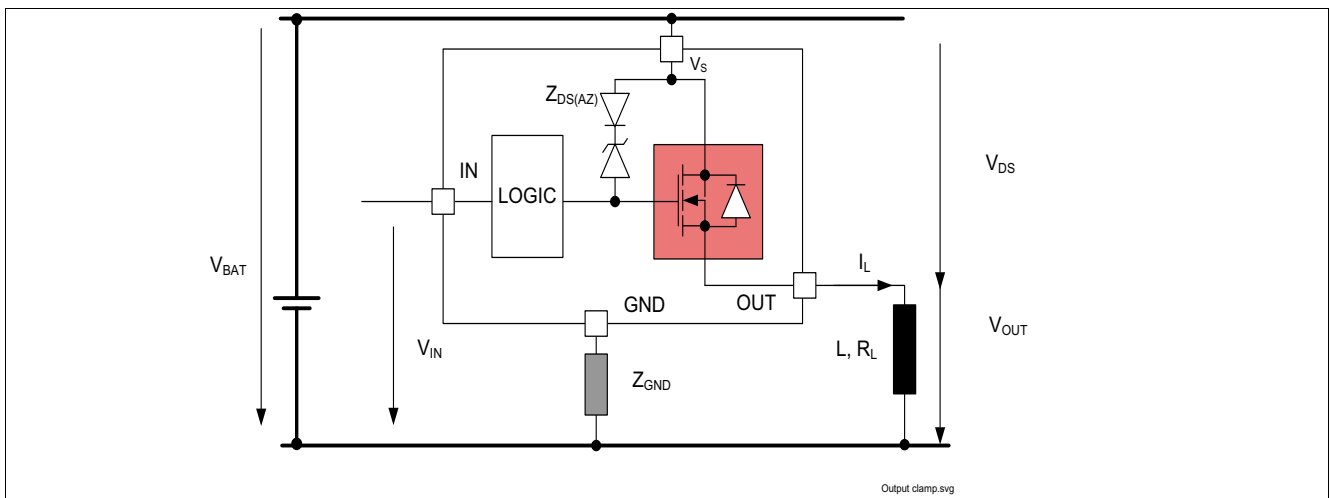 V_S
Z_DS(AZ)
IN
LOGIC
V_DS
V_BAT
I_L
GND
OUT
V_OUT
V_IN
L, R_L
Z_GND
Output clamp.svg